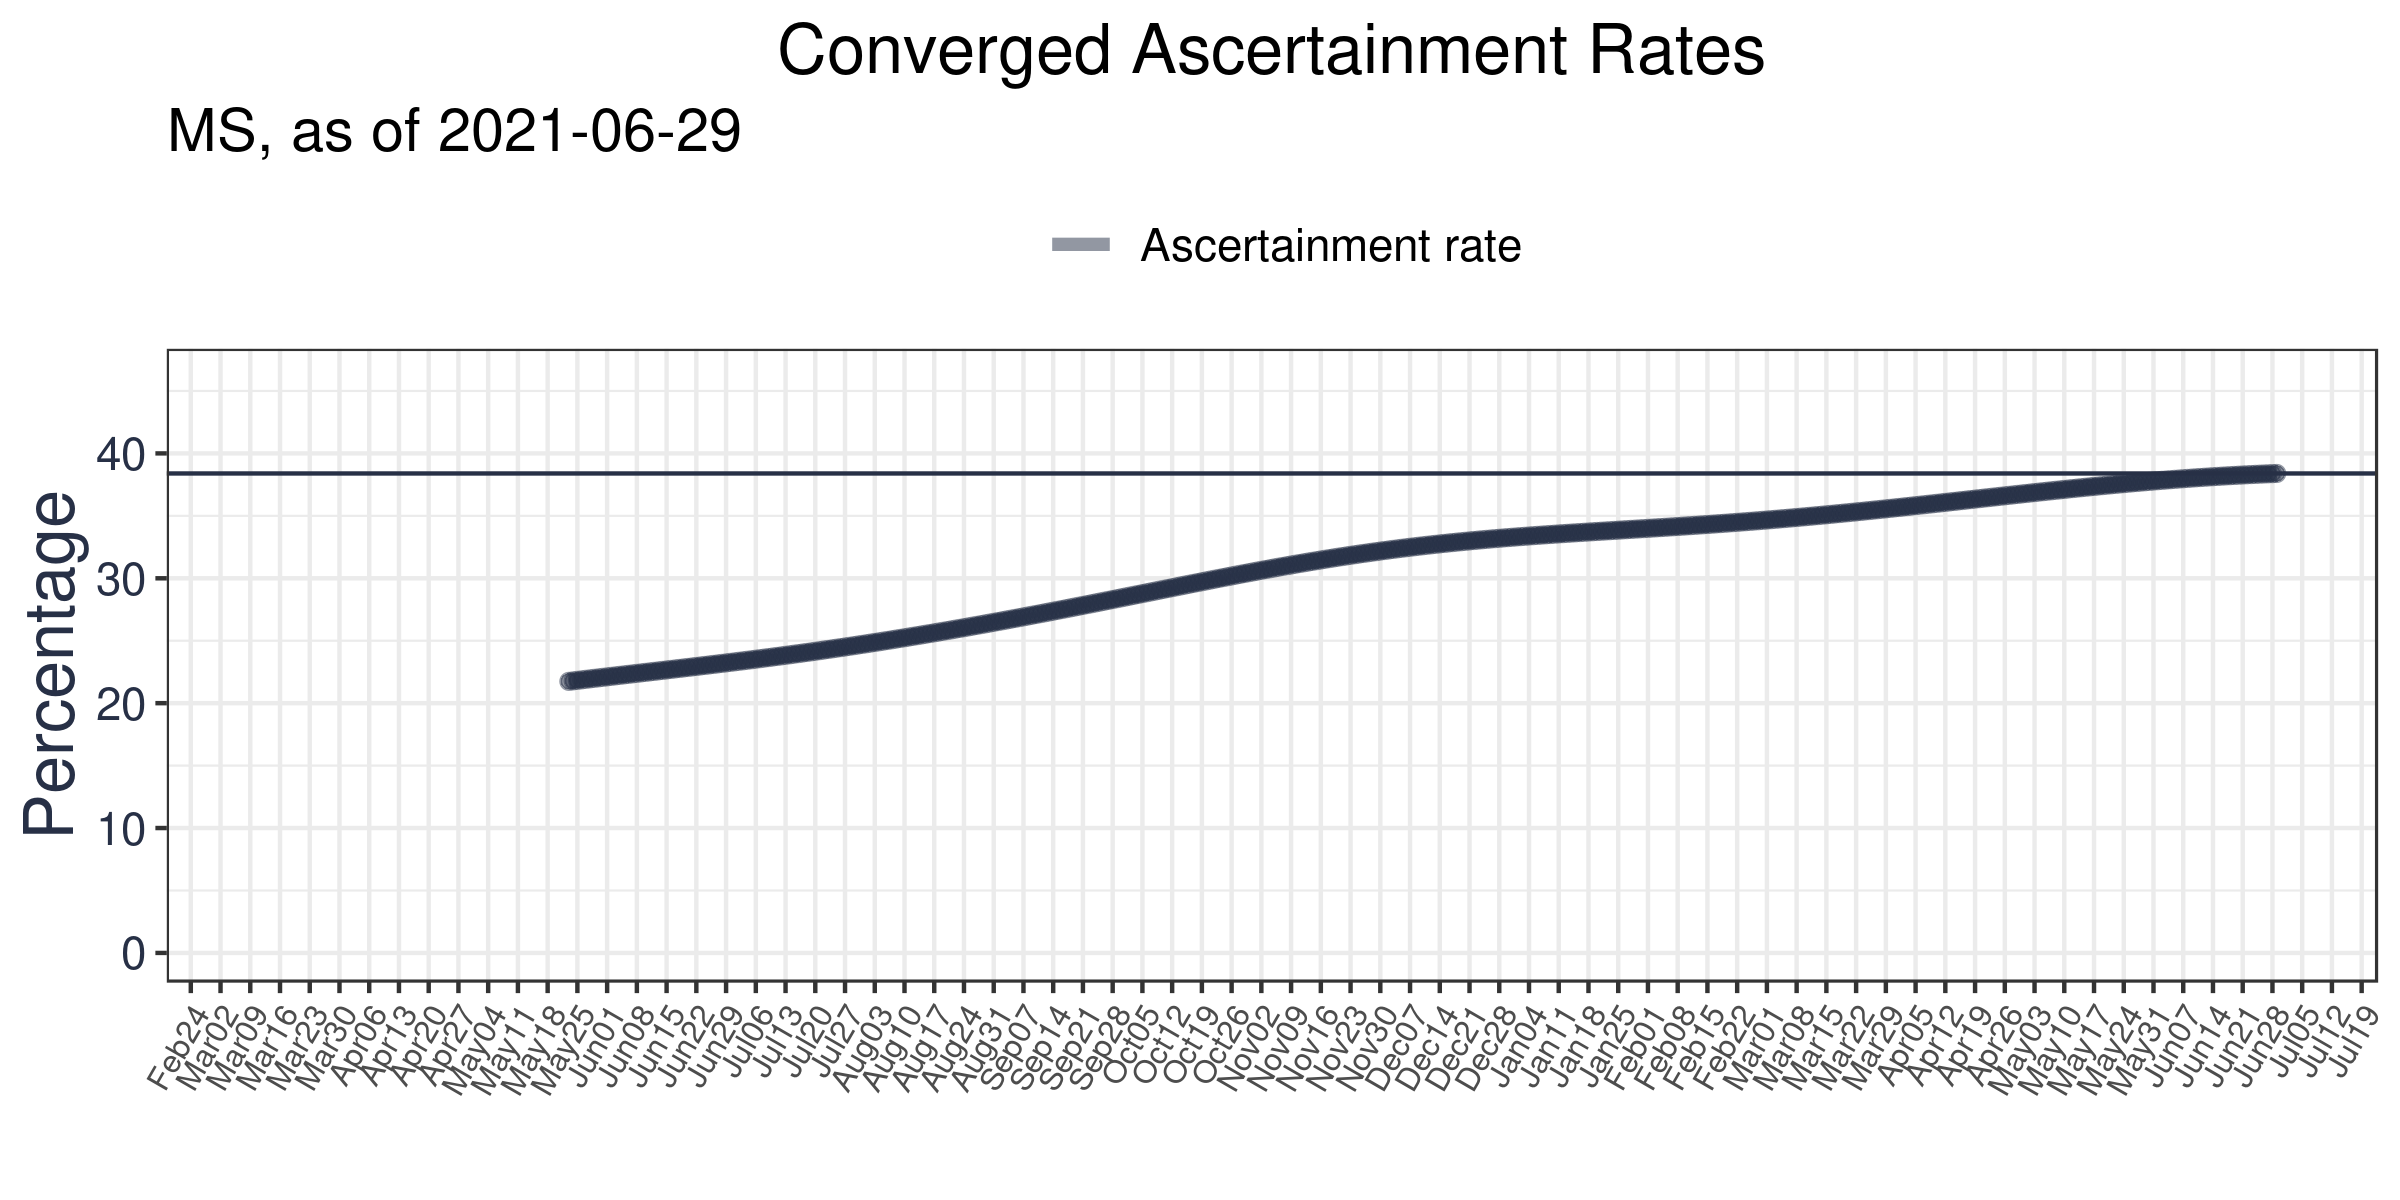 Converged Ascertainment Rates
MS, as of 2021-06-29
Ascertainment rate
Percentage
40
30
20
10
0
Feb24
Mar02
Mar09
Mar16
Mar23
Mar30
Apr06
Apr13
Apr20
Apr27
May04
May11
May18
May25
Jun01
Jun08
Jun15
Jun22
Jun29
Jul06
Jul13
Jul20
Jul27
Aug03
Aug10
Aug17
Aug24
Aug31
Sep07
Sep14
Sep21
Sep28
Oct05
Oct12
Oct19
Oct26
Nov02
Nov09
Nov16
Nov23
Nov30
Dec07
Dec14
Dec21
Dec28
Jan04
Jan11
Jan18
Jan25
Feb01
Feb08
Feb15
Feb22
Mar01
Mar08
Mar15
Mar22
Mar29
Apr05
Apr12
Apr19
Apr26
May03
May10
May17
May24
May31
Jun07
Jun14
Jun21
Jun28
Jul05
Jul12
Jul19